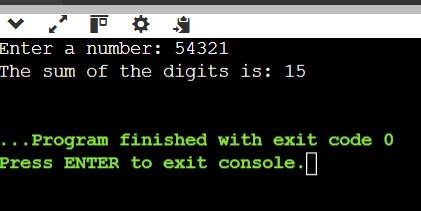 Enter a number: 54321
The sum of the digits is: 15
...Program finished with exit code 0
Press ENTER to exit console.